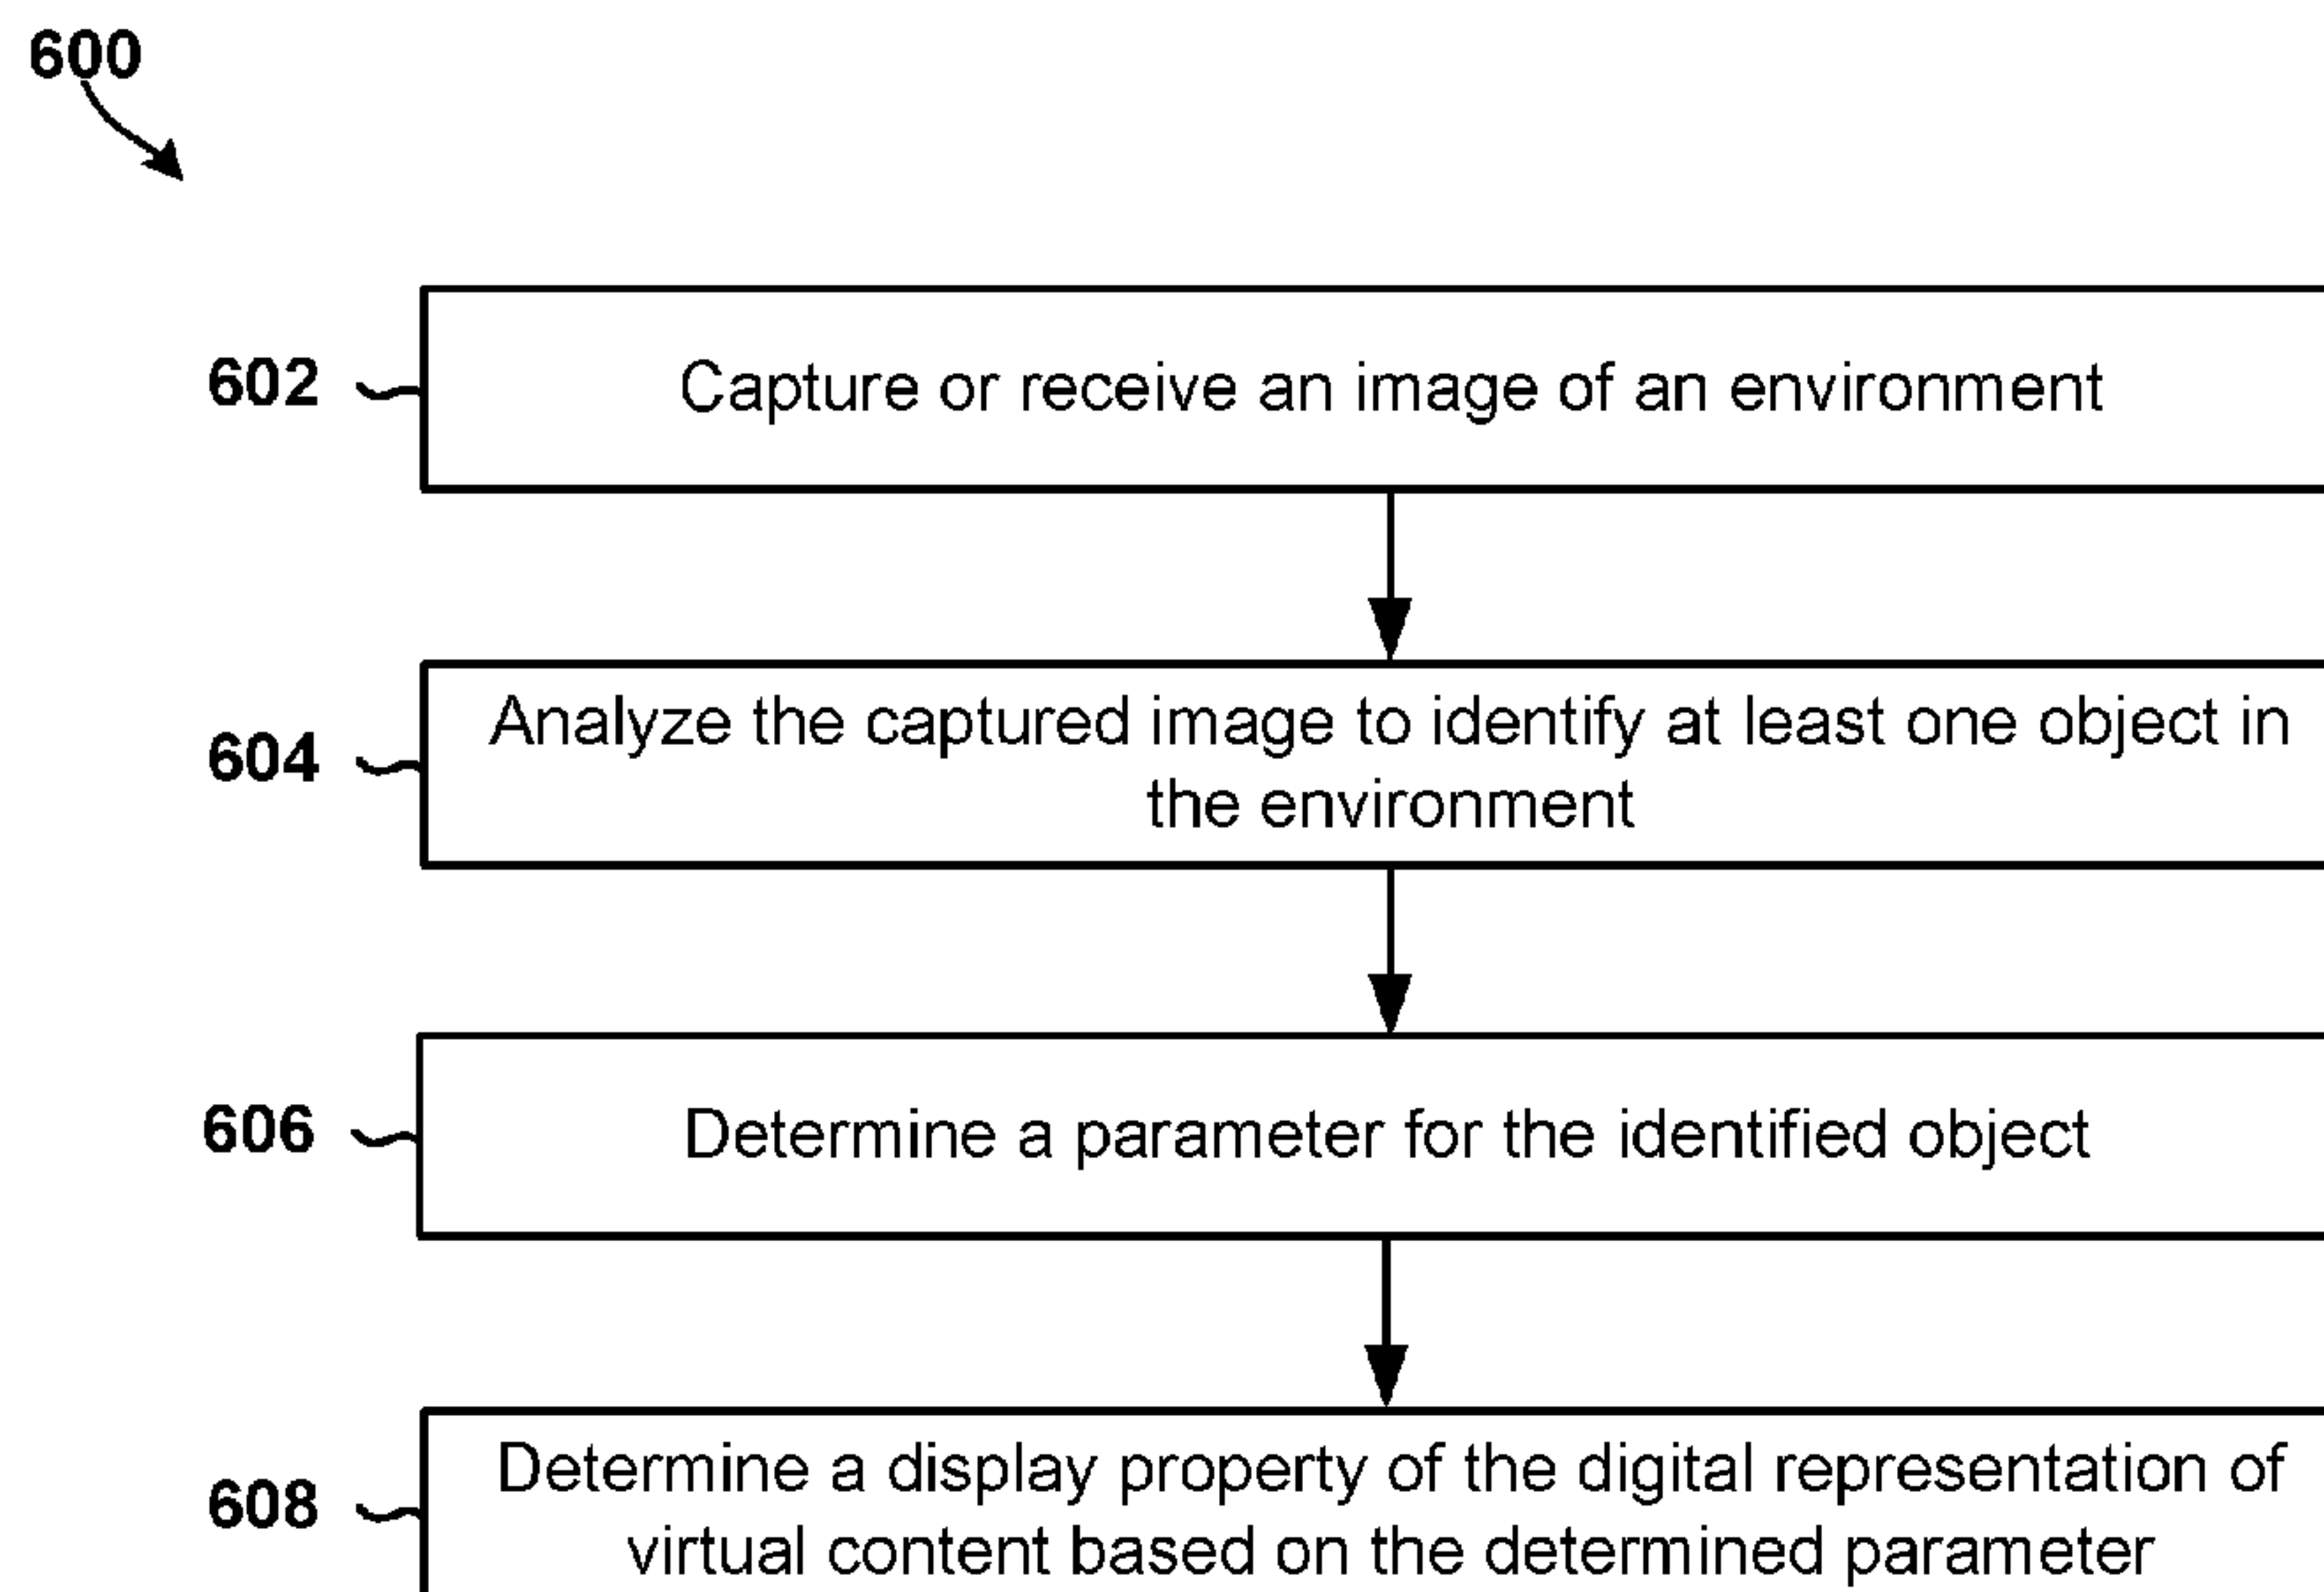 600
602
Capture or receive an image of an environment
604
Analyze the captured image to identify at least one object in
the environment
606
Determine a parameter for the identified object
608
Determine a display property of the digital representation of
virtual content based on the determined parameter